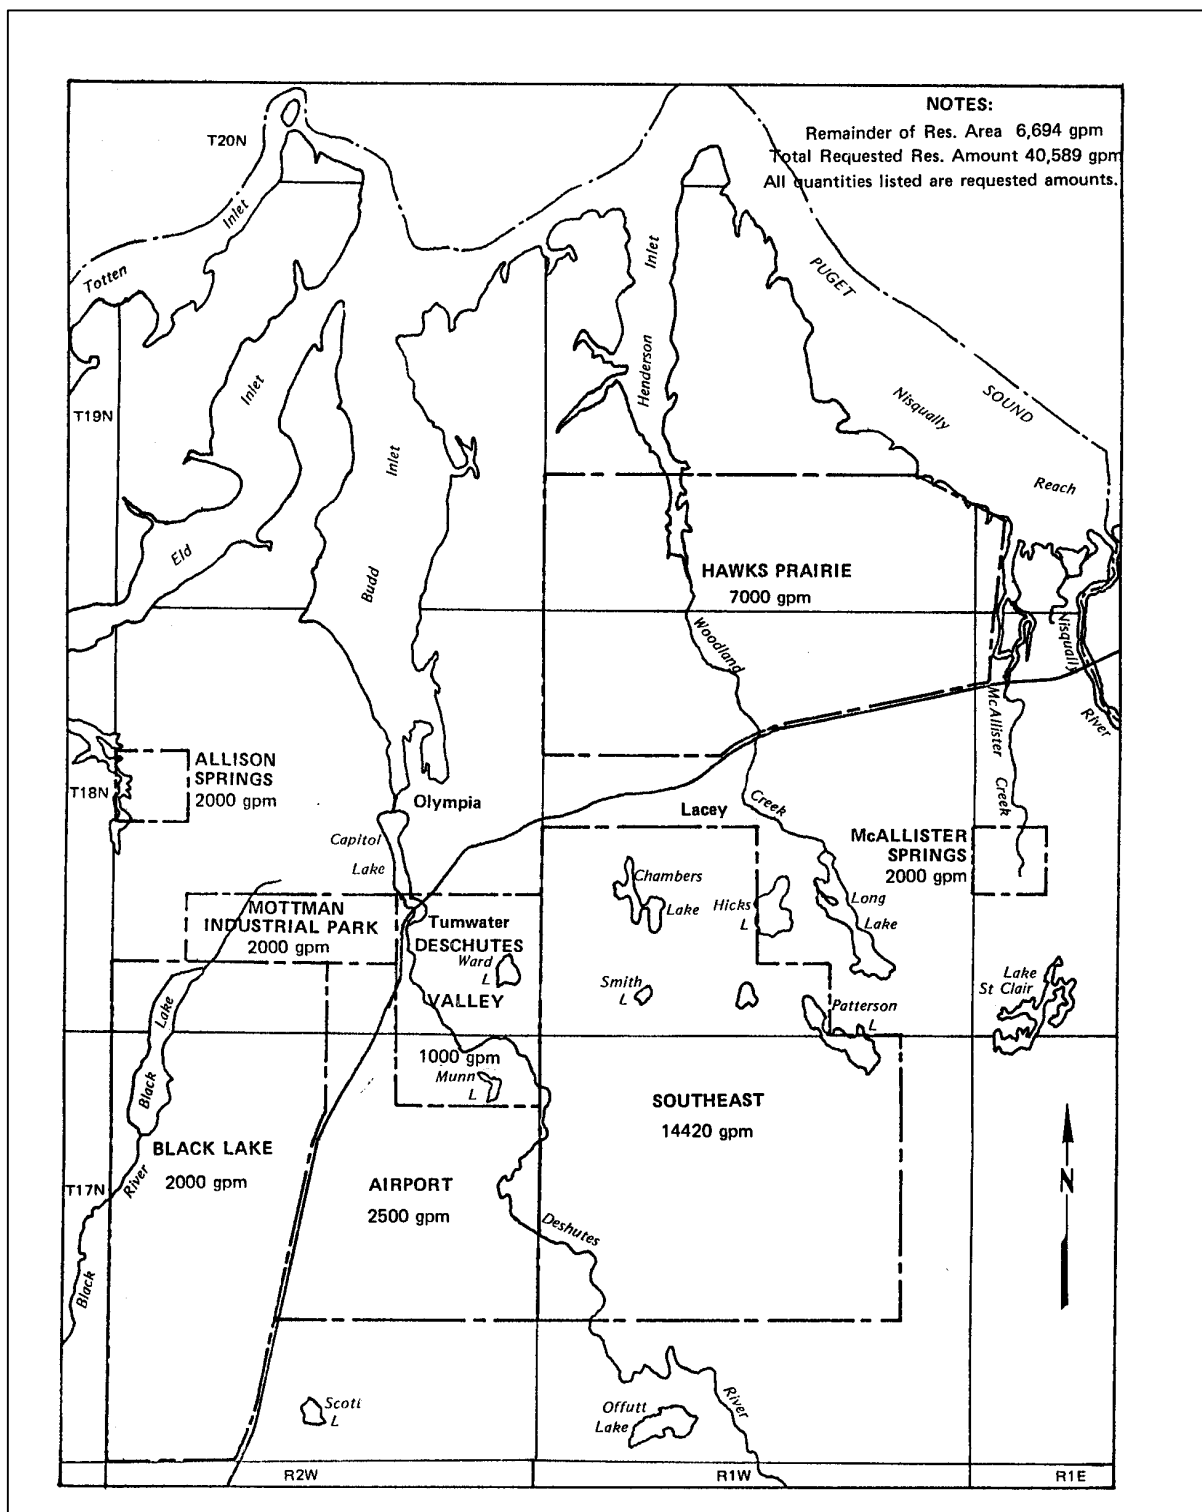 NOTES:
Remainder of Res. Area 6,694 gpm
Total Requested Res. Amount 40,589 gpm
All quantities listed are requested amounts.
T20N
Totten
Inlet
Inlet
PUGET
SOUND
Henderson
Nisqually
Reach
T19N
Inlet
Inlet
Eld
Budd
HAWKS PRAIRIE
7000 gpm
Woodland
Nisqually
River
McAllister
Creek
ALLISON
SPRINGS
2000 gpm
T18N
Olympia
Lacey
Creek
Capitol
Lake
McALLISTER
SPRINGS
2000 gpm
Chambers
Lake
Hicks
L
Long
Lake
MOTTMAN
INDUSTRIAL PARK
2000 gpm
Tumwater
DESCHUTES
Ward
L
VALLEY
1000 gpm
Munn
L
Smith
L
Patterson
L
Lake
St Clair
Lake
Black
SOUTHEAST
14420 gpm
BLACK LAKE
2000 gpm
AIRPORT
2500 gpm
T17N
River
Black
Deshutes
N
Scott
L
Offutt
Lake
River
R2W
R1W
R1E